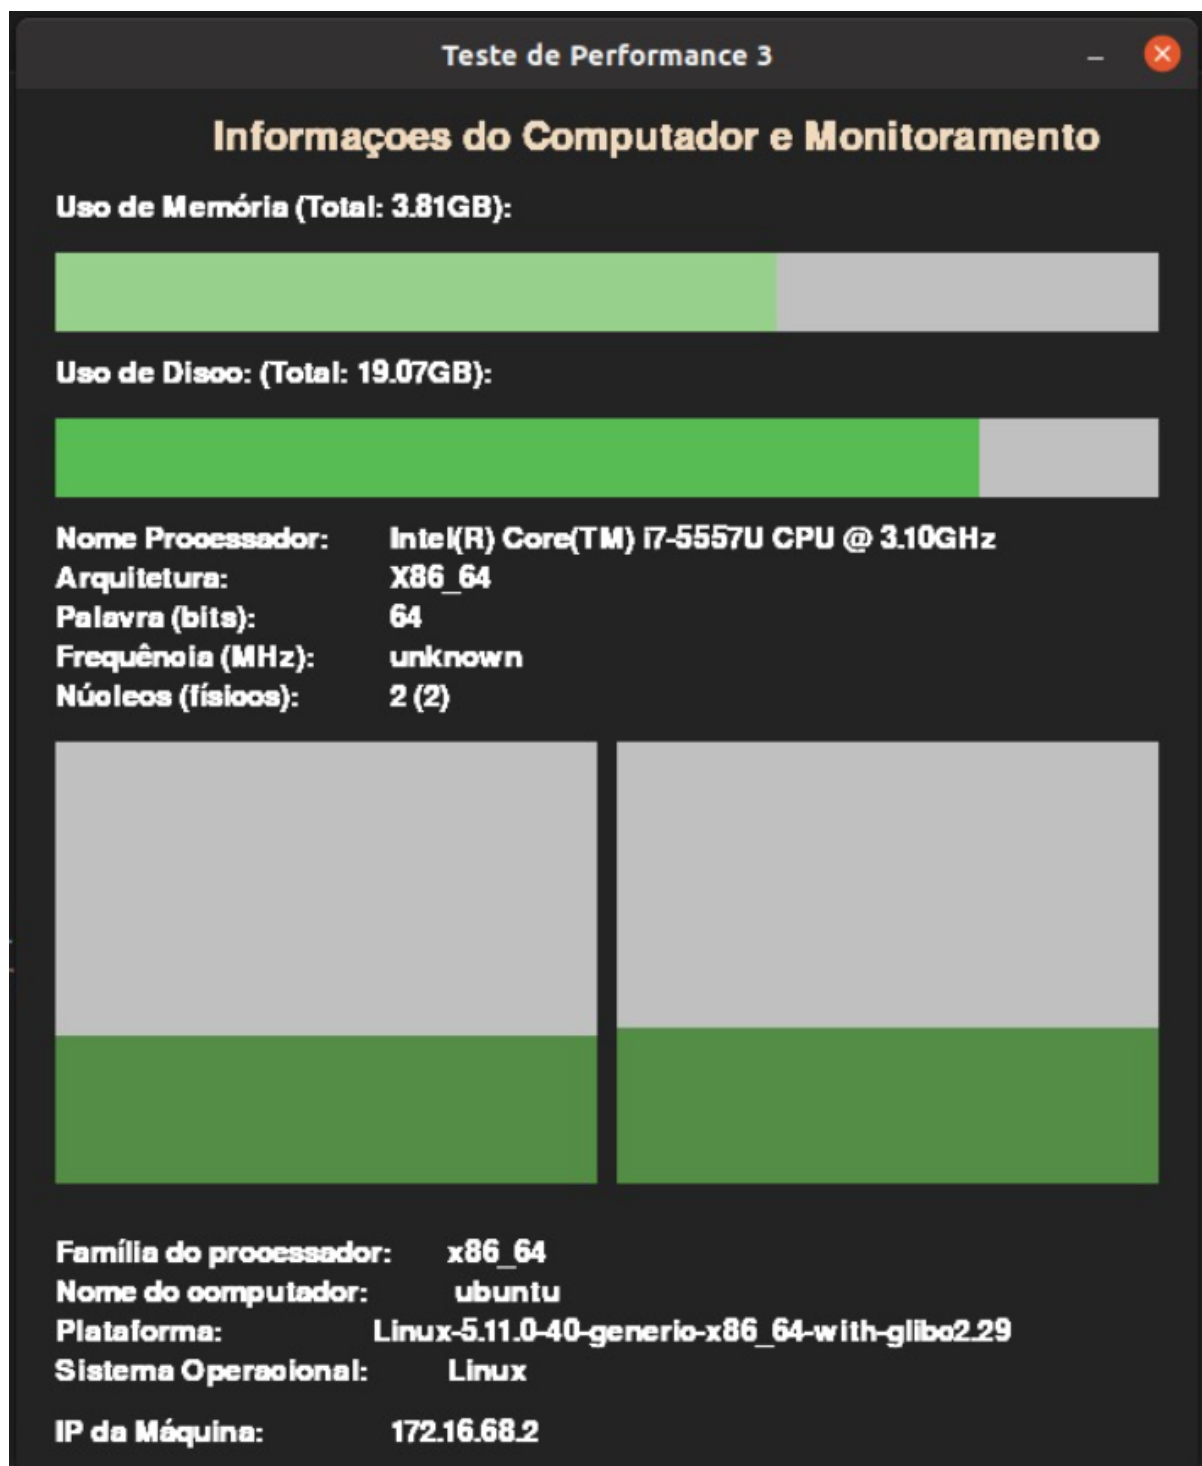 Teste de Performance 3
Informaçoes do Computador e Monitoramento
Uso de Memória (Total: 3.81GB):
Uso de Disco: (Total: 19.07GB):
Nome Processador: Intel(R) Core(TM) i7-5557U CPU @ 3.10GHz
Arquitetura: X86_64
Palavra (bits): 64
Frequência (MHz): unknown
Núcleos (físicos): 2 (2)
Família do processador: x86_64
Nome do computador: ubuntu
Plataforma: Linux-5.11.0-40-generic-x86_64-with-glibc2.29
Sistema Operacional: Linux
IP da Máquina: 172.16.68.2